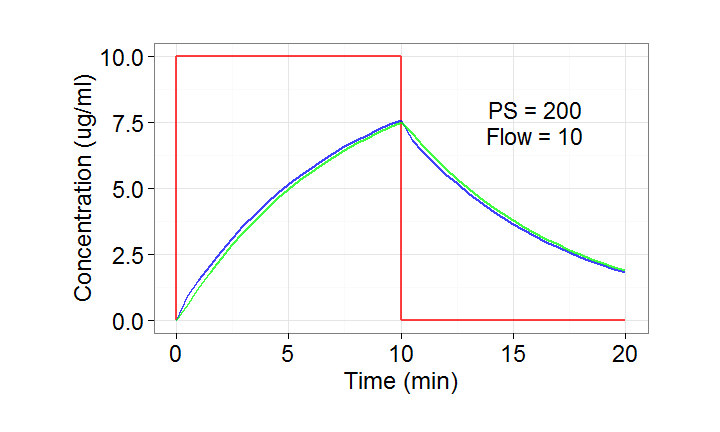 10.0
7.5
5.0
2.5
0.0
Concentration (ug/ml)
PS = 200
Flow = 10
0
5
10
15
20
Time (min)